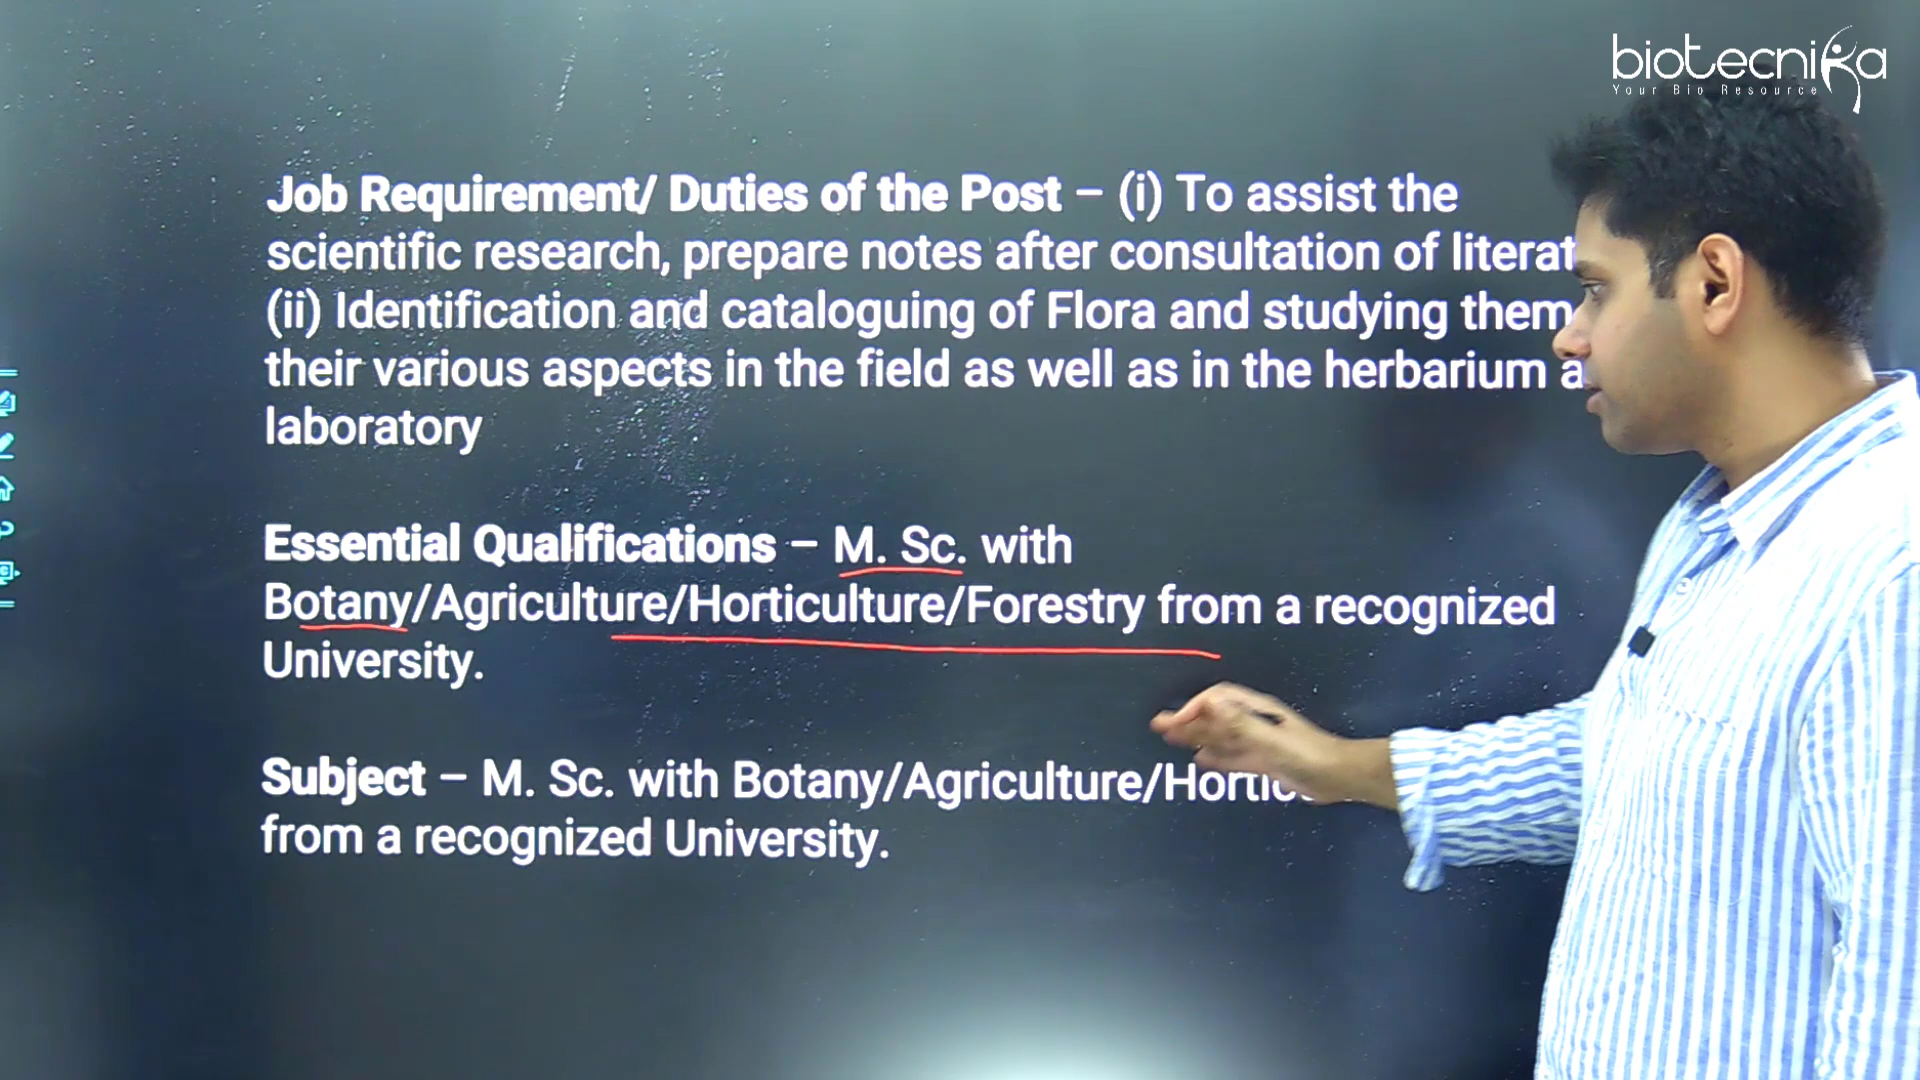 biotecnika
Your Bio Resource
Job Requirement/ Duties of the Post – (i) To assist the
scientific research, prepare notes after consultation of
(ii) Identification and cataloguing of Flora and studying them
their various aspects in the field as well as in the herbarium
laboratory
Essential Qualifications – M. Sc. with
Botany/Agriculture/Horticulture/Forestry from a recognized
University.
Subject – M. Sc. with Botany/Agriculture/
from a recognized University.